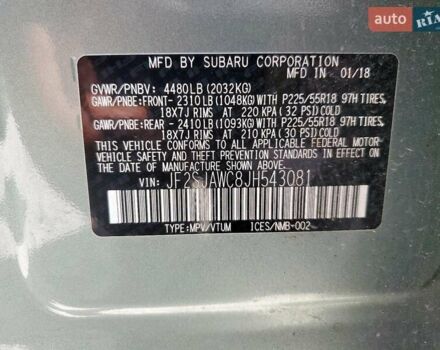 auto RIA
MFD BY SUBARU CORPORATION
MFD IN 01/18
GVWR/PNBV: 4480LB (2032KG)
GAWR/PNBE:FRONT- 2310LB(1048KG)WITH P225/55R18 97H TIRES,
18X7J RIMS AT 220 KPA(32 PSI)COLD
GAWR/PNBE:REAR - 2410LB(1093KG)WITH P225/55R18 97H TIRES,
18X7J RIMS AT 210 KPA(30 PSI)COLD
THIS VEHICLE CONFORMS TO ALL APPLICABLE
FEDERAL MOTOR VEHICLE SAFETY, BUMPER, AND
THEFT PREVENTION STANDARDS IN EFFECT ON
THE DATE OF MANUFACTURE SHOWN ABOVE.
VIN: JF2SJAWC8JH543081
TYPE:MPV/VTUM ICES/NMB-002